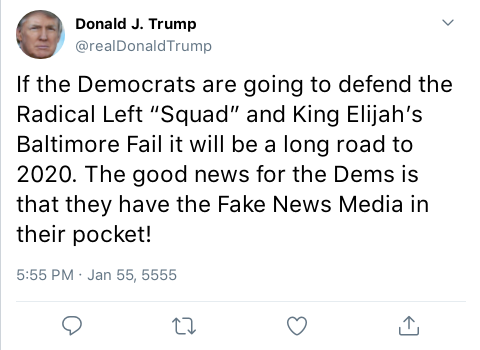 Donald J. Trump
@realDonaldTrump
If the Democrats are going to defend the
Radical Left “Squad” and King Elijah’s
Baltimore Fail it will be a long road to
2020. The good news for the Dems is
that they have the Fake News Media in
their pocket!
5:55 PM · Jan 55, 5555